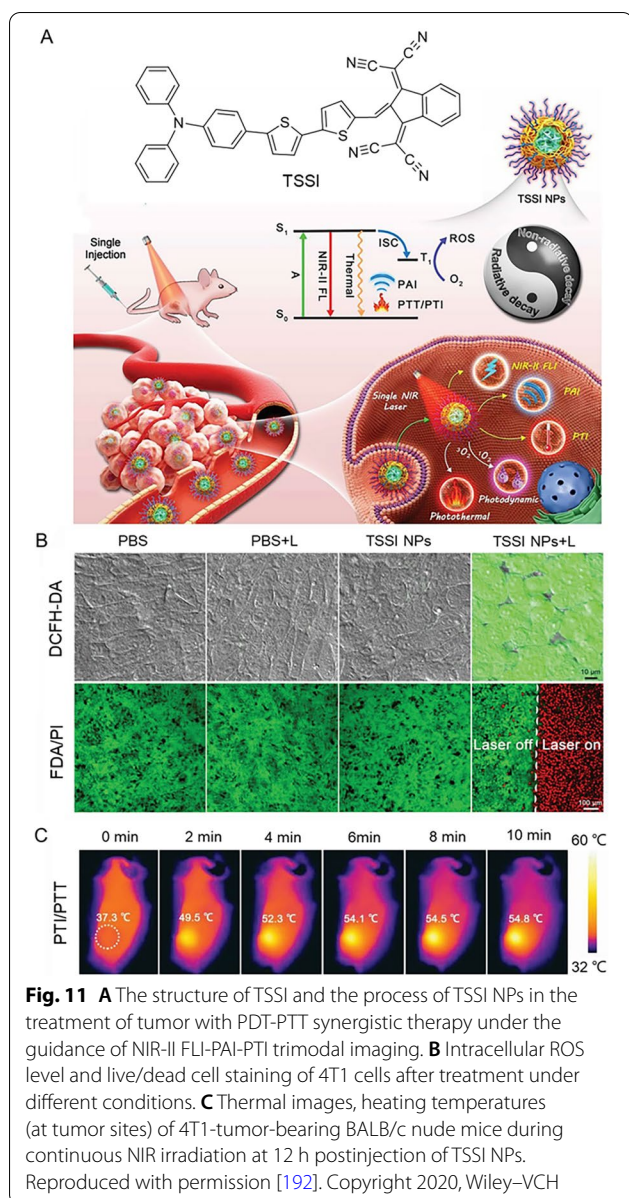 A
N≡C
C≡N
S
S
N
N≡C
C≡N
TSSI
TSSI NPs
Single
Injection
S₁
ISC
ROS
T₁
A
NIR-II FL
Thermal
PAI
O₂
PTT/PTI
S₀
Non-radiative decay
Radiative decay
NIR-II FLI
Single NIR
Laser
PAI
PTI
³O₂
¹O₂
Photothermal
Photodynamic
B
PBS
PBS+L
TSSI NPs
TSSI NPs+L
DCFH-DA
10 μm
FDA/PI
Laser off
Laser on
100 μm
C
0 min
2 min
4 min
6min
8 min
10 min
60 ℃
PTI/PTT
37.3 ℃
49.5 ℃
52.3 ℃
54.1 ℃
54.5 ℃
54.8 ℃
32℃
Fig. 11 A The structure of TSSI and the process of TSSI NPs in the
treatment of tumor with PDT-PTT synergistic therapy under the
guidance of NIR-II FLI-PAI-PTI trimodal imaging. B Intracellular ROS
level and live/dead cell staining of 4T1 cells after treatment under
different conditions. C Thermal images, heating temperatures
(at tumor sites) of 4T1-tumor-bearing BALB/c nude mice during
continuous NIR irradiation at 12 h postinjection of TSSI NPs.
Reproduced with permission [192]. Copyright 2020, Wiley–VCH